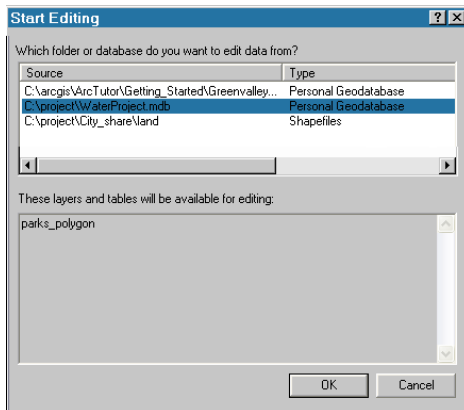 Start Editing
Which folder or database do you want to edit data from?
Source Type
C:\arcgis\ArcTutor\Getting_Started\Greenvalley... Personal Geodatabase
C:\project\WaterProject.mdb Personal Geodatabase
C:\project\City_share\land Shapefiles
These layers and tables will be available for editing:
parks_polygon
OK Cancel